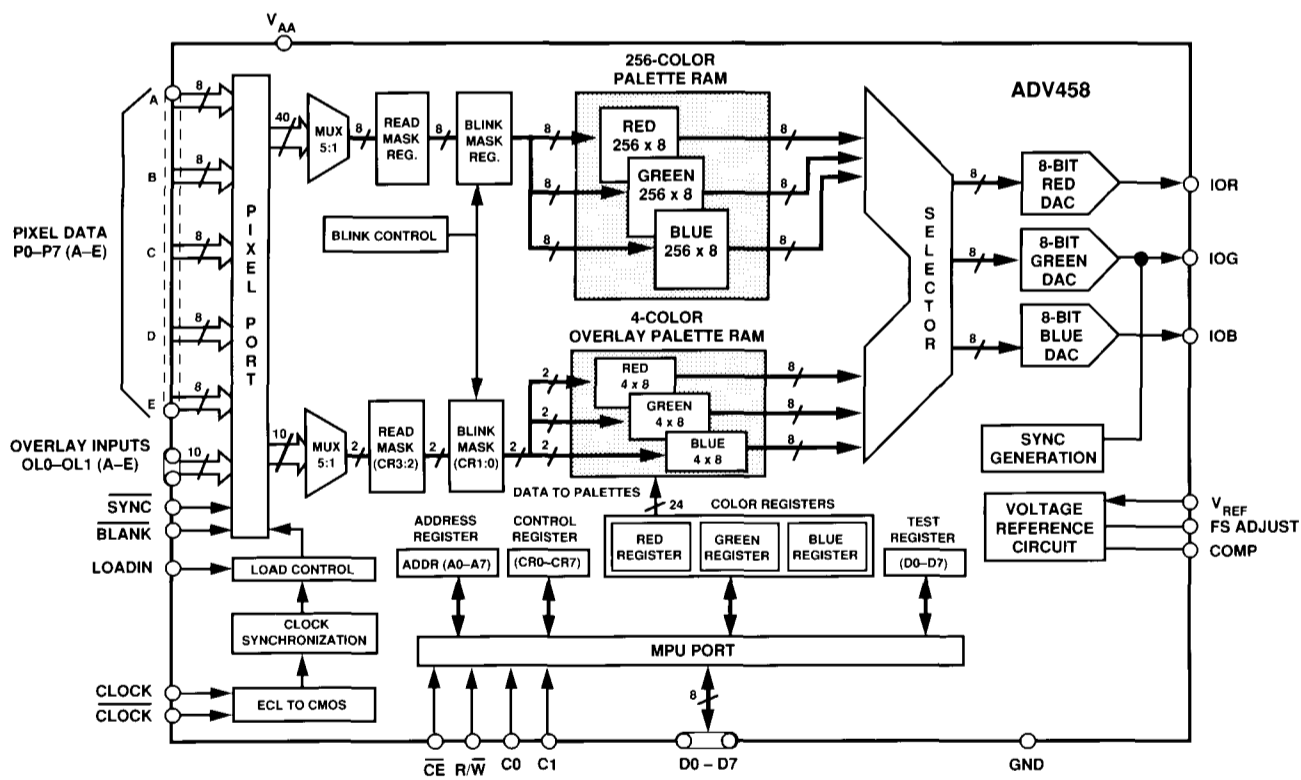 V_AA
256-COLOR
PALETTE RAM
ADV458
A
8
B
8
C
8
D
8
E
8
PIXEL DATA
P0–P7 (A–E)
PIXEL PORT
40
MUX
5:1
8
READ
MASK
REG.
8
BLINK
MASK
REG.
8
8
8
RED
256 x 8
GREEN
256 x 8
BLUE
256 x 8
8
8
8
BLINK CONTROL
SELECTOR
8
8-BIT
RED
DAC
IOR
8
8-BIT
GREEN
DAC
IOG
8
8-BIT
BLUE
DAC
IOB
4-COLOR
OVERLAY PALETTE RAM
OVERLAY INPUTS
OL0–OL1 (A–E)
10
10
MUX
5:1
2
READ
MASK
(CR3:2)
2
BLINK
MASK
(CR1:0)
2
2
2
2
RED
4 x 8
GREEN
4 x 8
BLUE
4 x 8
8
8
8
SYNC
GENERATION
S̅Y̅N̅C̅
B̅L̅A̅N̅K̅
LOADIN
LOAD CONTROL
CLOCK
SYNCHRONIZATION
CLOCK
C̅L̅O̅C̅K̅
ECL TO CMOS
DATA TO PALETTES
24
COLOR REGISTERS
RED
REGISTER
GREEN
REGISTER
BLUE
REGISTER
ADDRESS
REGISTER
ADDR (A0–A7)
CONTROL
REGISTER
(CR0–CR7)
TEST
REGISTER
(D0–D7)
VOLTAGE
REFERENCE
CIRCUIT
V_REF
FS ADJUST
COMP
MPU PORT
8
C̅E̅
R/W̅
C0
C1
D0 – D7
GND